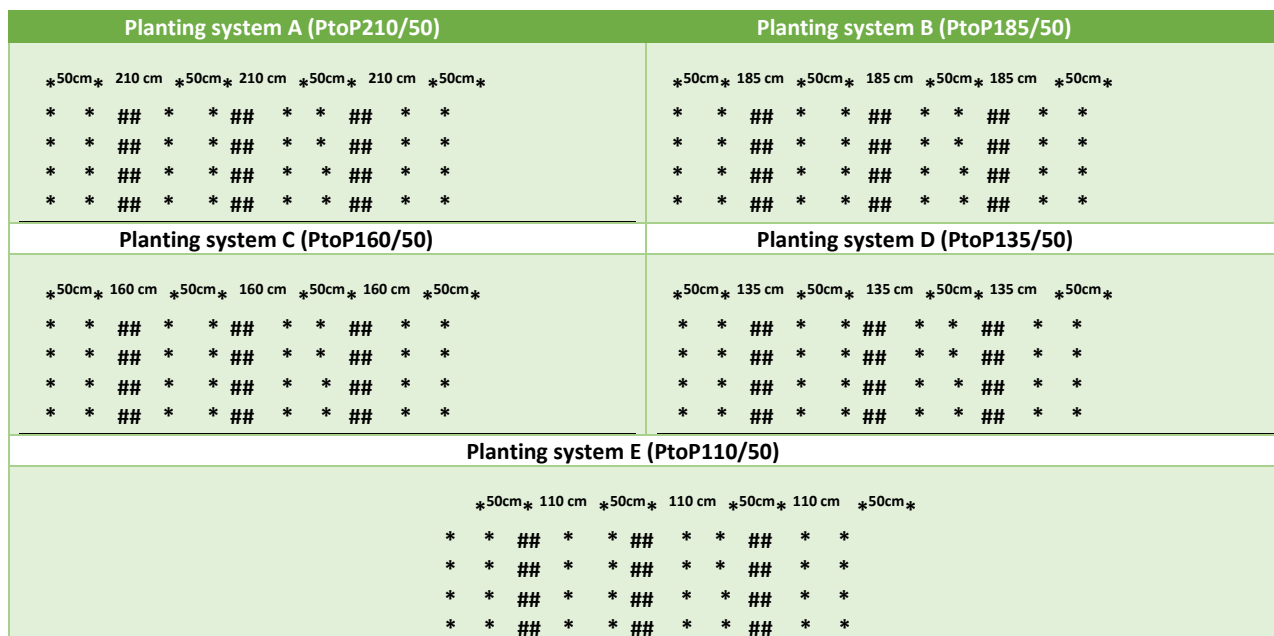 Planting system A (PtoP210/50) Planting system B (PtoP185/50)
*50cm* 210 cm *50cm* 210 cm *50cm* 210 cm *50cm* *50cm* 185 cm *50cm* 185 cm *50cm* 185 cm *50cm*
* * ## * * ## * * ## * * * * ## * * ## * * ## * *
* * ## * * ## * * ## * * * * ## * * ## * * ## * *
* * ## * * ## * * ## * * * * ## * * ## * * ## * *
* * ## * * ## * * ## * * * * ## * * ## * * ## * *
Planting system C (PtoP160/50) Planting system D (PtoP135/50)
*50cm* 160 cm *50cm* 160 cm *50cm* 160 cm *50cm* *50cm* 135 cm *50cm* 135 cm *50cm* 135 cm *50cm*
* * ## * * ## * * ## * * * * ## * * ## * * ## * *
* * ## * * ## * * ## * * * * ## * * ## * * ## * *
* * ## * * ## * * ## * * * * ## * * ## * * ## * *
* * ## * * ## * * ## * * * * ## * * ## * * ## * *
Planting system E (PtoP110/50)
*50cm* 110 cm *50cm* 110 cm *50cm* 110 cm *50cm*
* * ## * * ## * * ## * *
* * ## * * ## * * ## * *
* * ## * * ## * * ## * *
* * ## * * ## * * ## * *